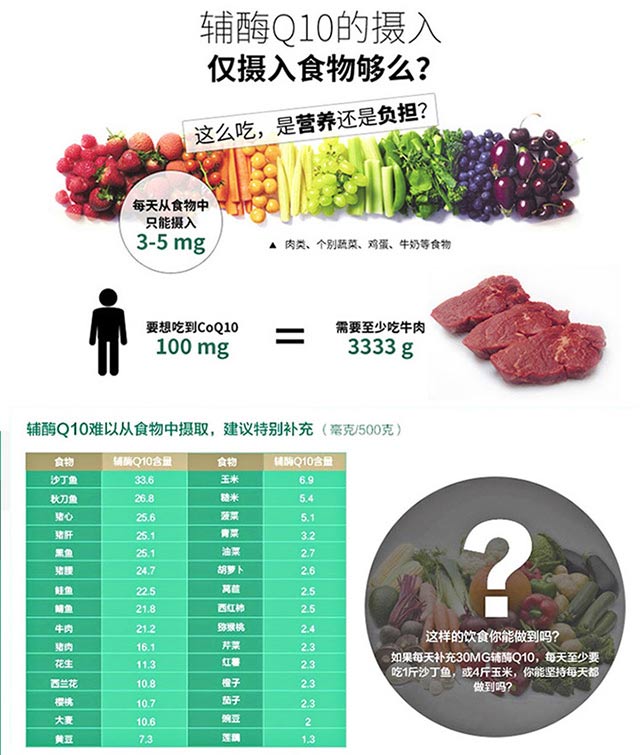 辅酶Q10的摄入
仅摄入食物够么?
这么吃，是营养还是负担?
每天从食物中
只能摄入
3-5 mg
▲ 肉类、个别蔬菜、鸡蛋、牛奶等食物
要想吃到CoQ10
100 mg
=
需要至少吃牛肉
3333 g
辅酶Q10难以从食物中摄取，建议特别补充（毫克/500克）
食物 辅酶Q10含量 食物 辅酶Q10含量
沙丁鱼 33.6 玉米 6.9
秋刀鱼 26.8 糙米 5.4
猪心 25.6 菠菜 5.1
猪肝 25.1 青菜 3.2
黑鱼 25.1 油菜 2.7
猪腰 24.7 胡萝卜 2.6
鲑鱼 22.5 莴苣 2.5
鲭鱼 21.8 西红柿 2.5
牛肉 21.2 猕猴桃 2.4
猪肉 16.1 芹菜 2.3
花生 11.3 红薯 2.3
西兰花 10.8 橙子 2.3
樱桃 10.7 茄子 2.3
大麦 10.6 豌豆 2
黄豆 7.3 莲藕 1.3
?
这样的饮食你能做到吗?
如果每天补充30MG辅酶Q10，每天至少要
吃1斤沙丁鱼，或4斤玉米，你能坚持每天都
做到吗?